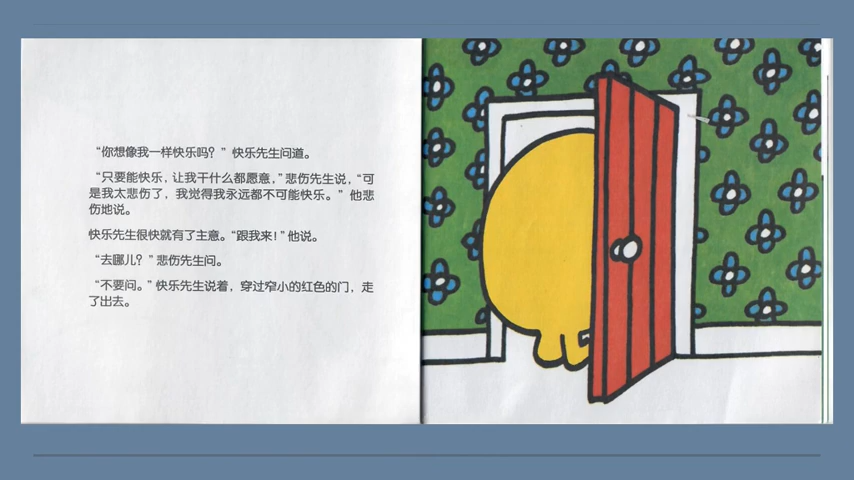 “你想像我一样快乐吗？”快乐先生问道。
“只要能快乐，让我干什么都愿意，”悲伤先生说，“可
是我太悲伤了，我觉得我永远都不可能快乐。”他悲
伤地说。
快乐先生很快就有了主意。“跟我来！”他说。
“去哪儿？”悲伤先生问。
“不要问。”快乐先生说着，穿过窄小的红色的门，走
了出去。